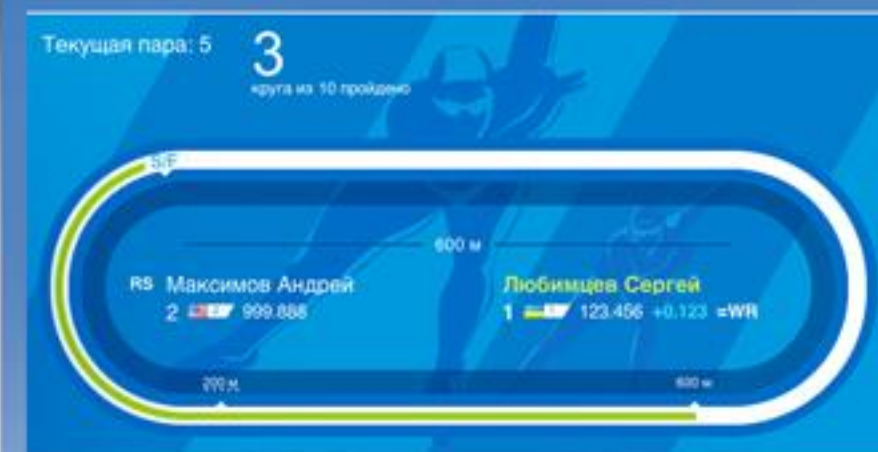 Текущая пара: 5
3
круга из 10 пройдено
S/F
600 м
RS Максимов Андрей
2 999.888
Любимцев Сергей
1 123.456 +0.123 =WR
200 м
600 м